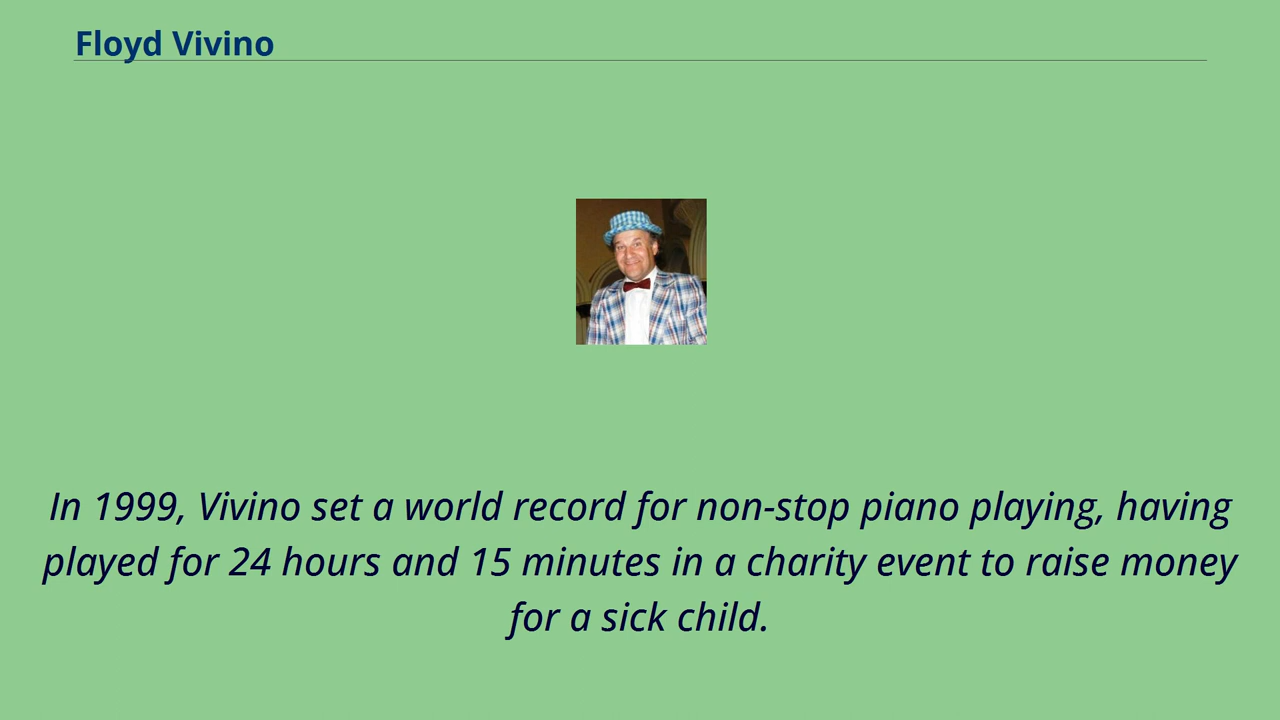 Floyd Vivino
In 1999, Vivino set a world record for non-stop piano playing, having
played for 24 hours and 15 minutes in a charity event to raise money
for a sick child.